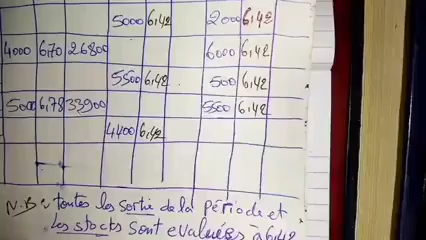 5000 6,42 2000 6,42
4000 6,70 26800 6000 6,42
5500 6,42 500 6,42
5000 6,78 33900 5500 6,42
4400 6,42
N.B: toutes les sortie de la période et
les stocks sont evaluées à 6,42